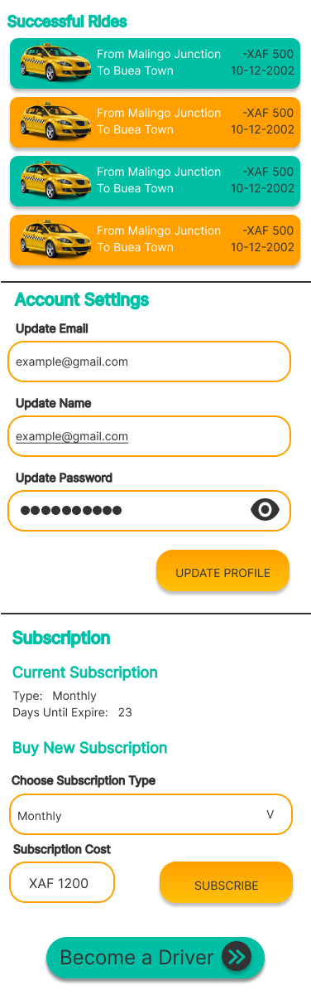 Successful Rides
From Malingo Junction -XAF 500
To Buea Town 10-12-2002
From Malingo Junction -XAF 500
To Buea Town 10-12-2002
From Malingo Junction -XAF 500
To Buea Town 10-12-2002
From Malingo Junction -XAF 500
To Buea Town 10-12-2002
Account Settings
Update Email
example@gmail.com
Update Name
example@gmail.com
Update Password
●●●●●●●●●●
UPDATE PROFILE
Subscription
Current Subscription
Type: Monthly
Days Until Expire: 23
Buy New Subscription
Choose Subscription Type
Monthly V
Subscription Cost
XAF 1200 SUBSCRIBE
Become a Driver